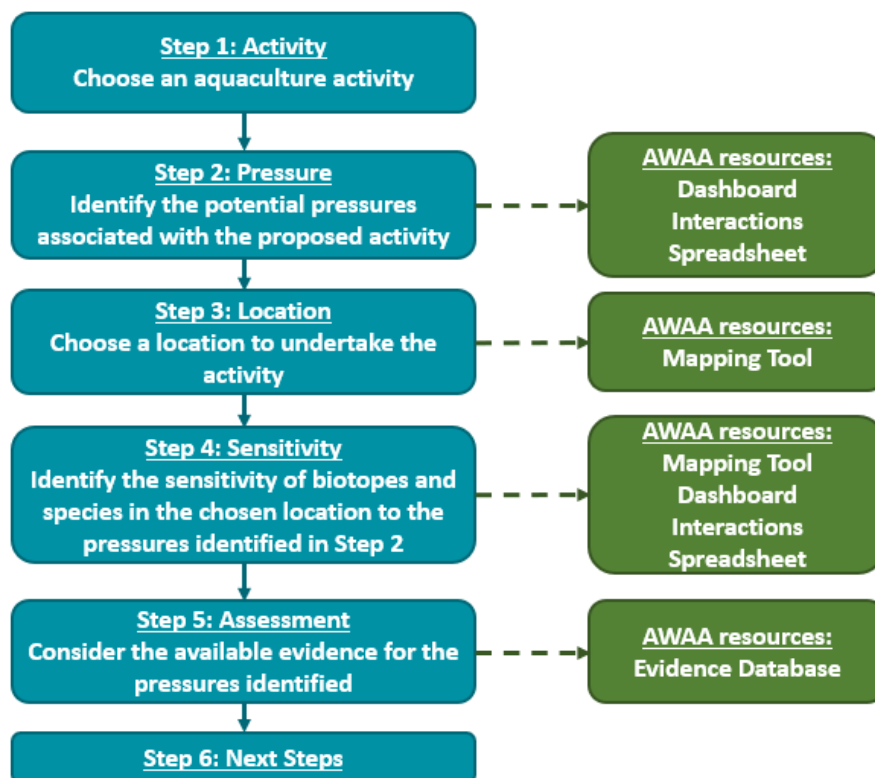 Step 1: Activity
Choose an aquaculture activity
Step 2: Pressure
Identify the potential pressures
associated with the proposed activity
AWAA resources:
Dashboard
Interactions
Spreadsheet
Step 3: Location
Choose a location to undertake the
activity
AWAA resources:
Mapping Tool
Step 4: Sensitivity
Identify the sensitivity of biotopes and
species in the chosen location to the
pressures identified in Step 2
AWAA resources:
Mapping Tool
Dashboard
Interactions
Spreadsheet
Step 5: Assessment
Consider the available evidence for the
pressures identified
AWAA resources:
Evidence Database
Step 6: Next Steps